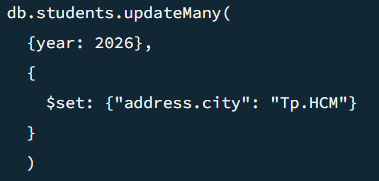 db.students.updateMany(
{year: 2026},
{
$set: {"address.city": "Tp.HCM"}
}
)